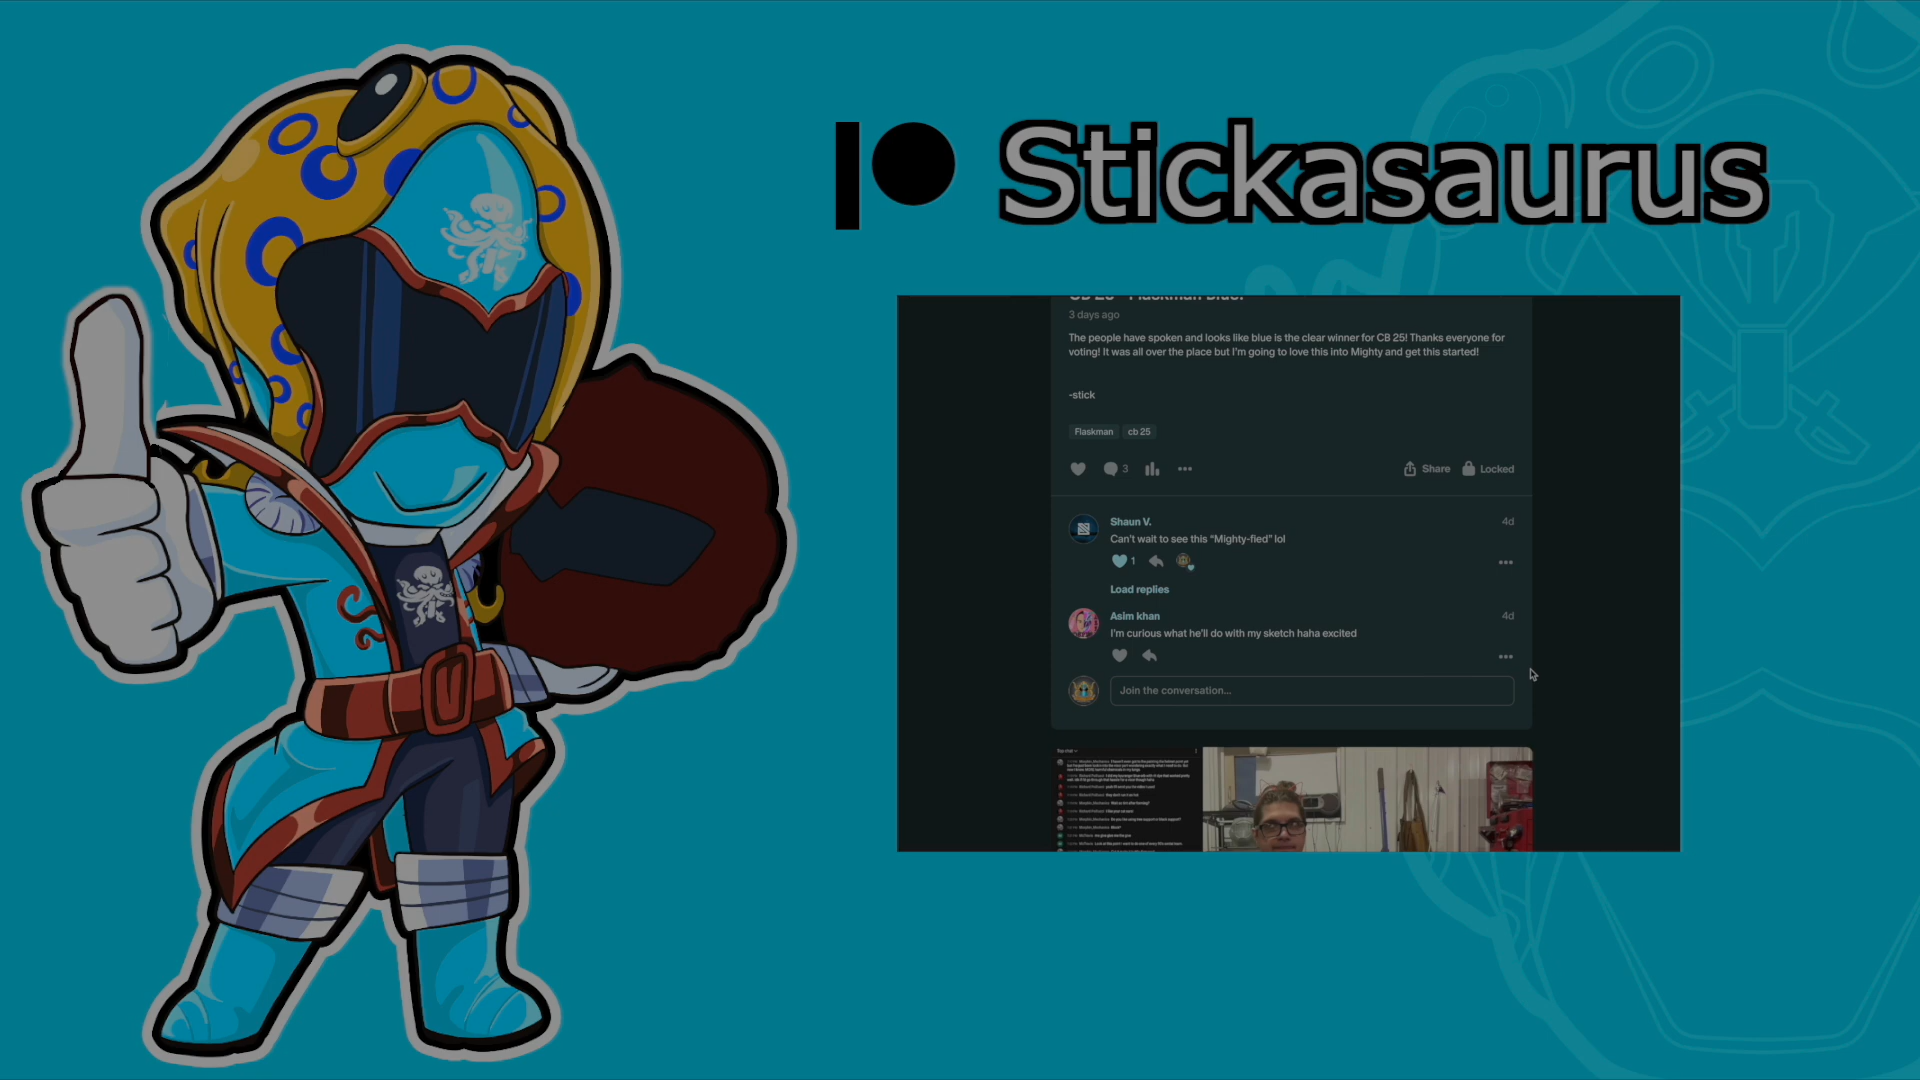 Stickasaurus
3 days ago
The people have spoken and looks like blue is the clear winner for CB 25! Thanks everyone for
voting! It was all over the place but I'm going to love this into Mighty and get this started!
-stick
Flaskman cb 25
3 Share Locked
Shaun V. 4d
Can't wait to see this “Mighty-fied” lol
1
Load replies
Asim khan 4d
I'm curious what he'll do with my sketch haha excited
Join the conversation...
Top chat